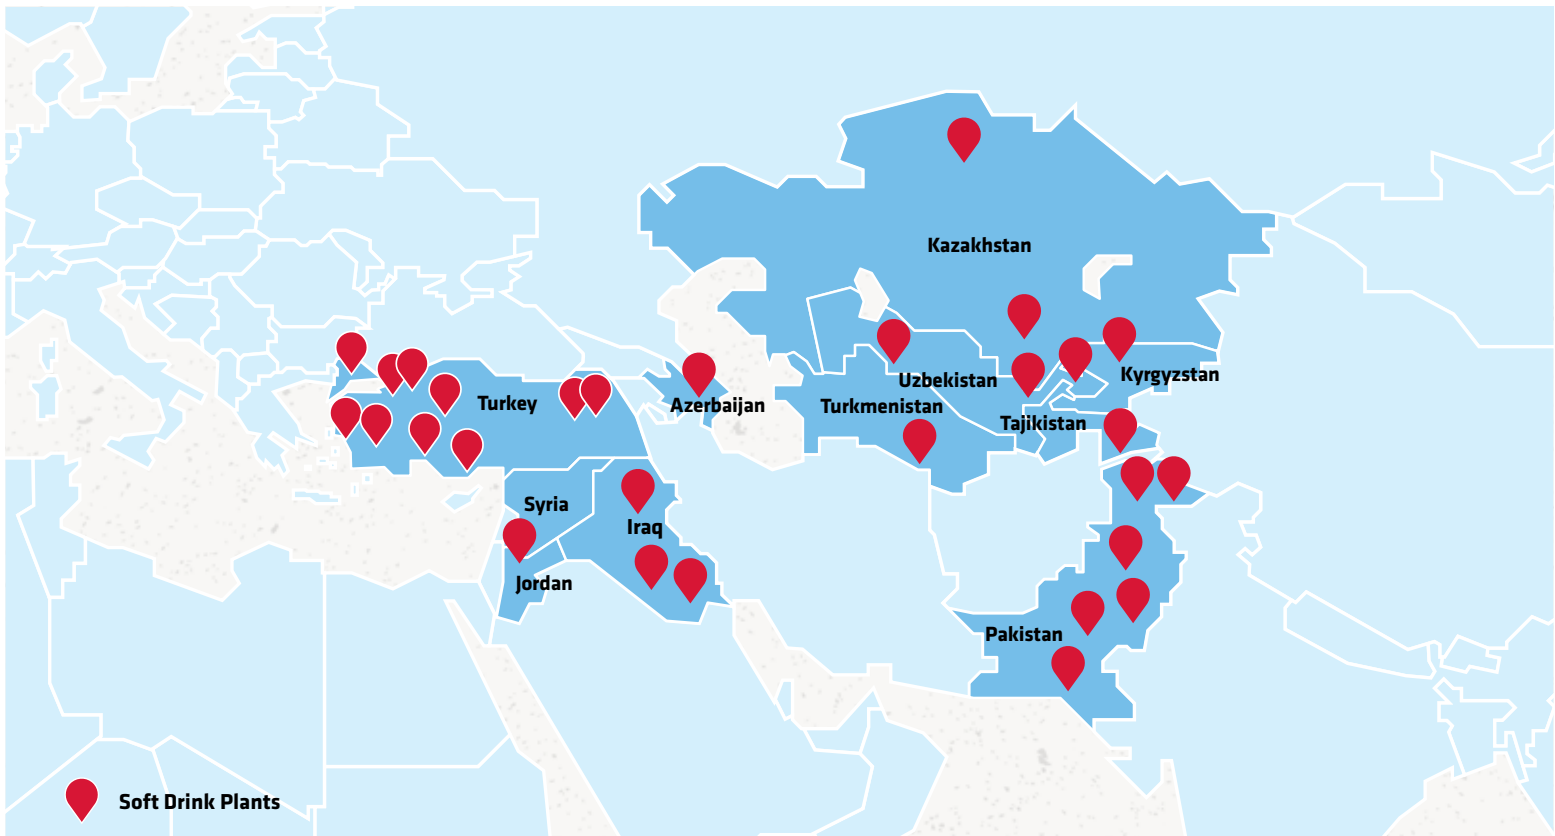 Kazakhstan
Uzbekistan
Kyrgyzstan
Turkey
Azerbaijan
Turkmenistan
Tajikistan
Syria
Iraq
Jordan
Pakistan
Soft Drink Plants